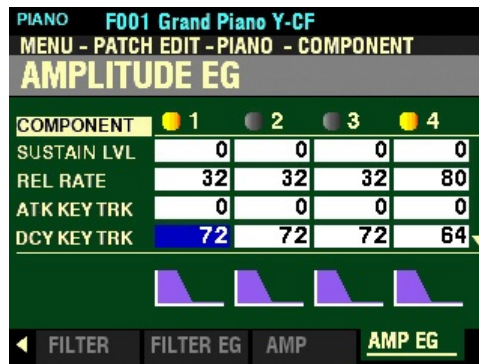 PIANO F001 Grand Piano Y-CF
MENU - PATCH EDIT - PIANO - COMPONENT
AMPLITUDE EG
COMPONENT 1 2 3 4
SUSTAIN LVL 0 0 0 0
REL RATE 32 32 32 80
ATK KEY TRK 0 0 0 0
DCY KEY TRK 72 72 72 64
FILTER FILTER EG AMP AMP EG